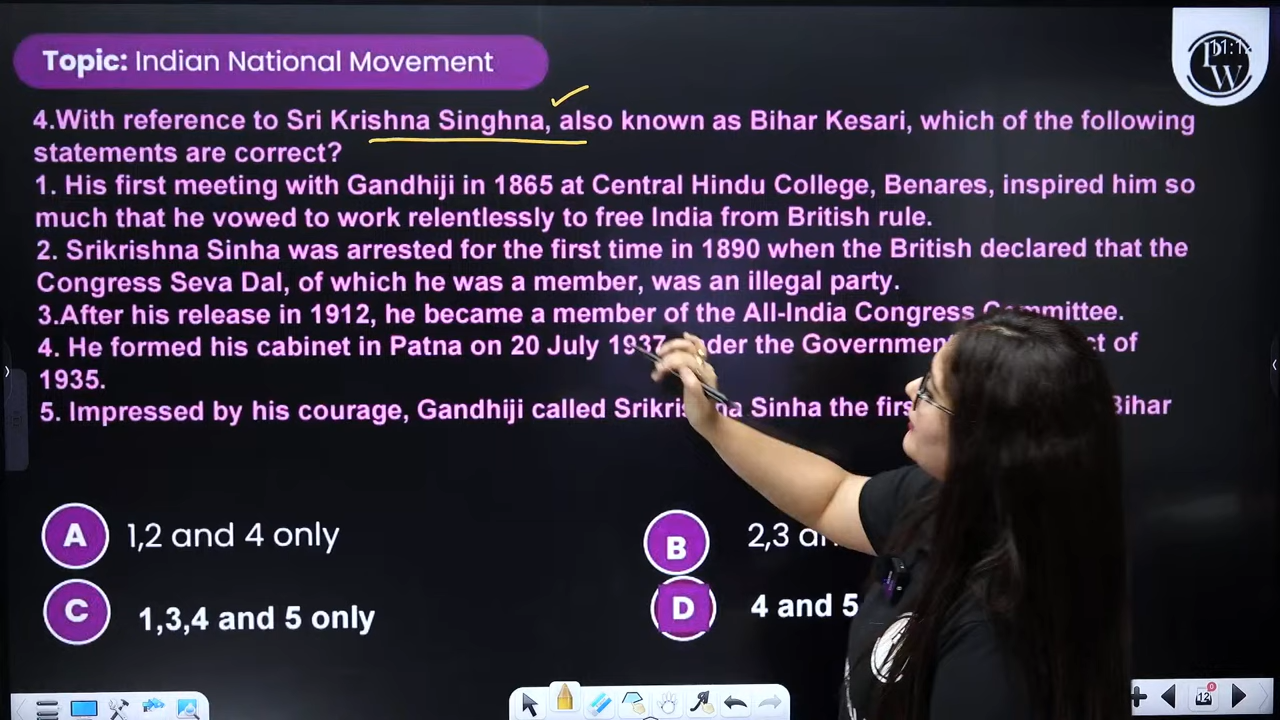 Topic: Indian National Movement
4.With reference to Sri Krishna Singhna, also known as Bihar Kesari, which of the following
statements are correct?
1. His first meeting with Gandhiji in 1865 at Central Hindu College, Benares, inspired him so
much that he vowed to work relentlessly to free India from British rule.
2. Srikrishna Sinha was arrested for the first time in 1890 when the British declared that the
Congress Seva Dal, of which he was a member, was an illegal party.
3.After his release in 1912, he became a member of the All-India Congress
4. He formed his cabinet in Patna on 20 July 1937 the of
1935.
5. Impressed by his courage, Gandhiji called Sinha the Bihar
A 1,2 and 4 only
B 2,3
C 1,3,4 and 5 only
D 4 and 5
PW